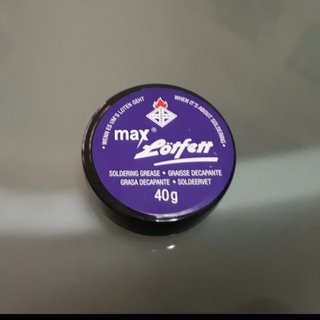 • WENN ES UM'S LÖTEN GEHT
WHEN IT'S ABOUT SOLDERING •
max®
Lötfett
SOLDERING GREASE • GRAISSE DECAPANTE
GRASA DECAPANTE • SOLDEERVET
40g